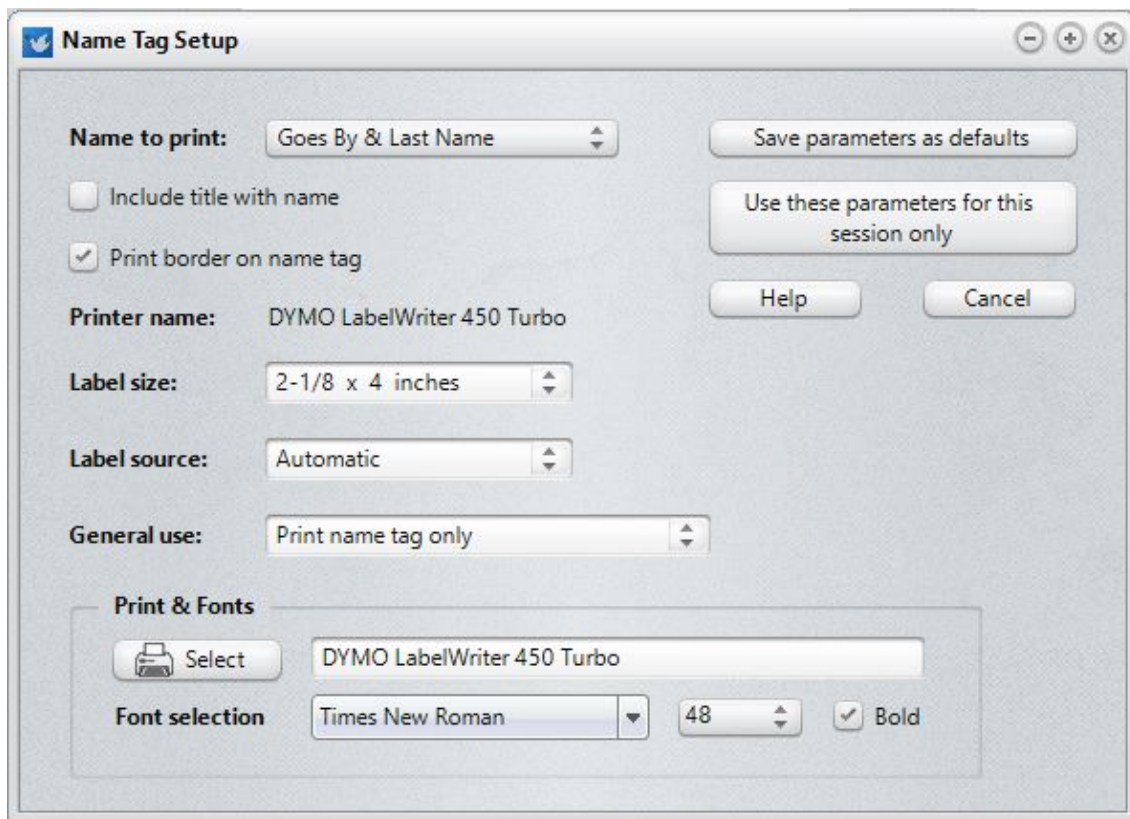 Name Tag Setup
Name to print: Goes By & Last Name
Save parameters as defaults
Include title with name
Use these parameters for this
session only
Print border on name tag
Help Cancel
Printer name: DYMO LabelWriter 450 Turbo
Label size: 2-1/8 x 4 inches
Label source: Automatic
General use: Print name tag only
Print & Fonts
Select DYMO LabelWriter 450 Turbo
Font selection Times New Roman 48 Bold